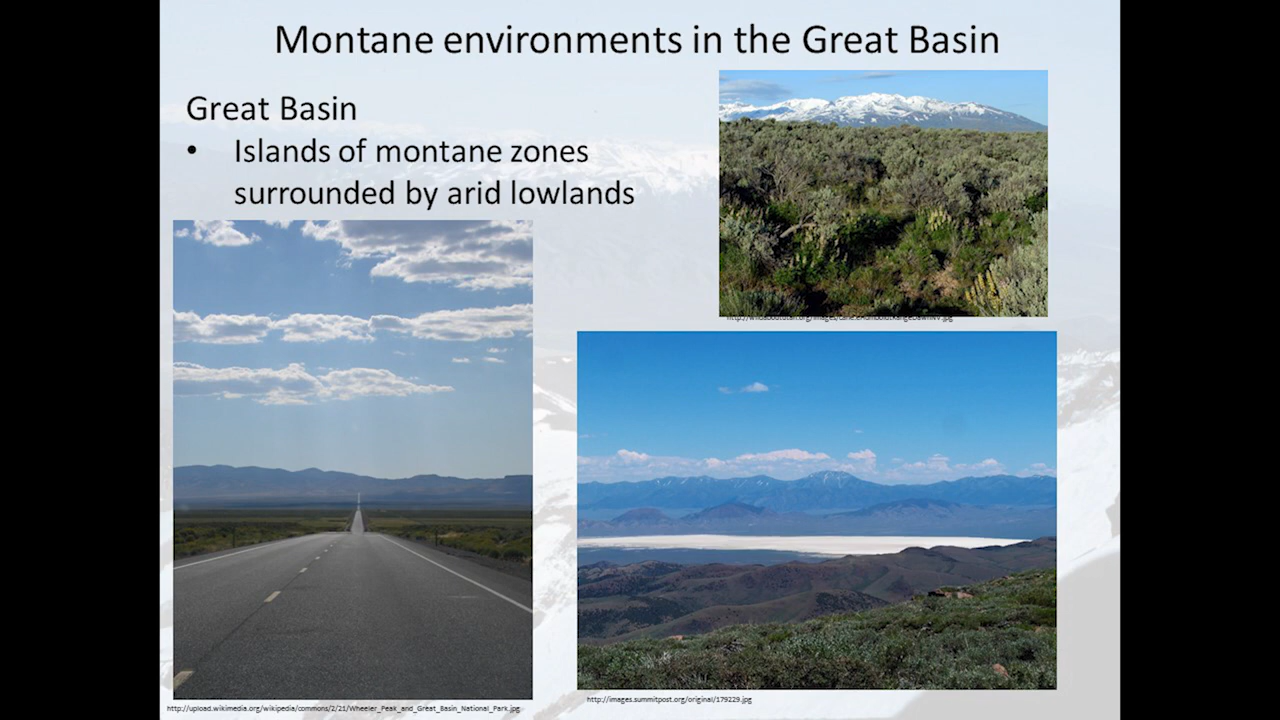 Montane environments in the Great Basin
Great Basin
• Islands of montane zones
surrounded by arid lowlands
http://images.summitpost.org/original/179229.jpg
http://upload.wikimedia.org/wikipedia/commons/2/21/Wheeler_Peak_and_Great_Basin_National_Park.jpg